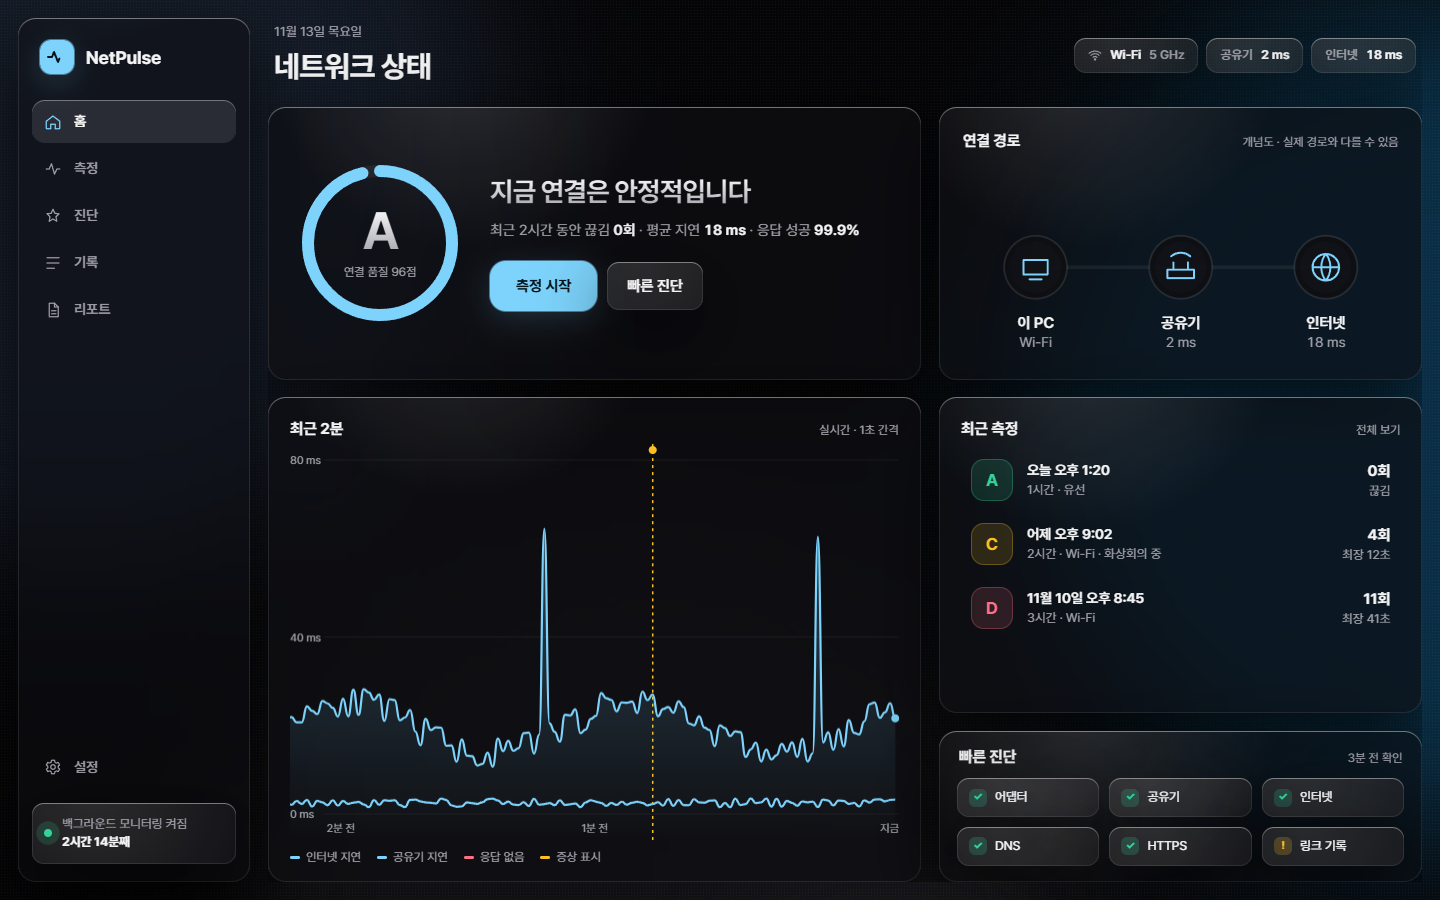 NetPulse
홈
측정
진단
기록
리포트
설정
백그라운드 모니터링 켜짐
2시간 14분째
11월 13일 목요일
네트워크 상태
Wi-Fi 5 GHz
공유기 2 ms
인터넷 18 ms
A
연결 품질 96점
지금 연결은 안정적입니다
최근 2시간 동안 끊김 0회 · 평균 지연 18 ms · 응답 성공 99.9%
측정 시작
빠른 진단
연결 경로
개념도 · 실제 경로와 다를 수 있음
이 PC
Wi-Fi
공유기
2 ms
인터넷
18 ms
최근 2분
실시간 · 1초 간격
80 ms
40 ms
0 ms
2분 전
1분 전
지금
인터넷 지연
공유기 지연
응답 없음
증상 표시
최근 측정
전체 보기
A
오늘 오후 1:20
1시간 · 유선
0회
끊김
C
어제 오후 9:02
2시간 · Wi-Fi · 화상회의 중
4회
최장 12초
D
11월 10일 오후 8:45
3시간 · Wi-Fi
11회
최장 41초
빠른 진단
3분 전 확인
어댑터
공유기
인터넷
DNS
HTTPS
! 링크 기록